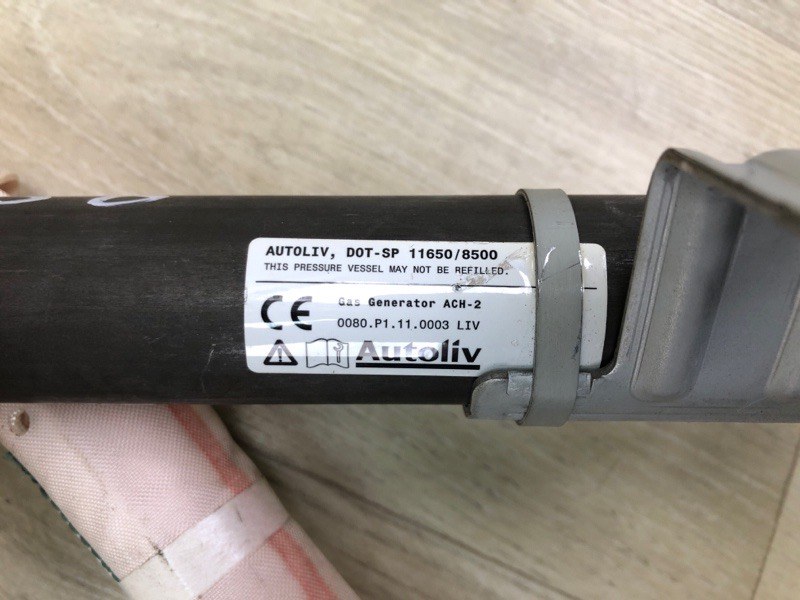 AUTOLIV, DOT-SP 11650/8500
THIS PRESSURE VESSEL MAY NOT BE REFILLED.
CE Gas Generator ACH-2
0080.P1.11.0003 LIV
Autoliv